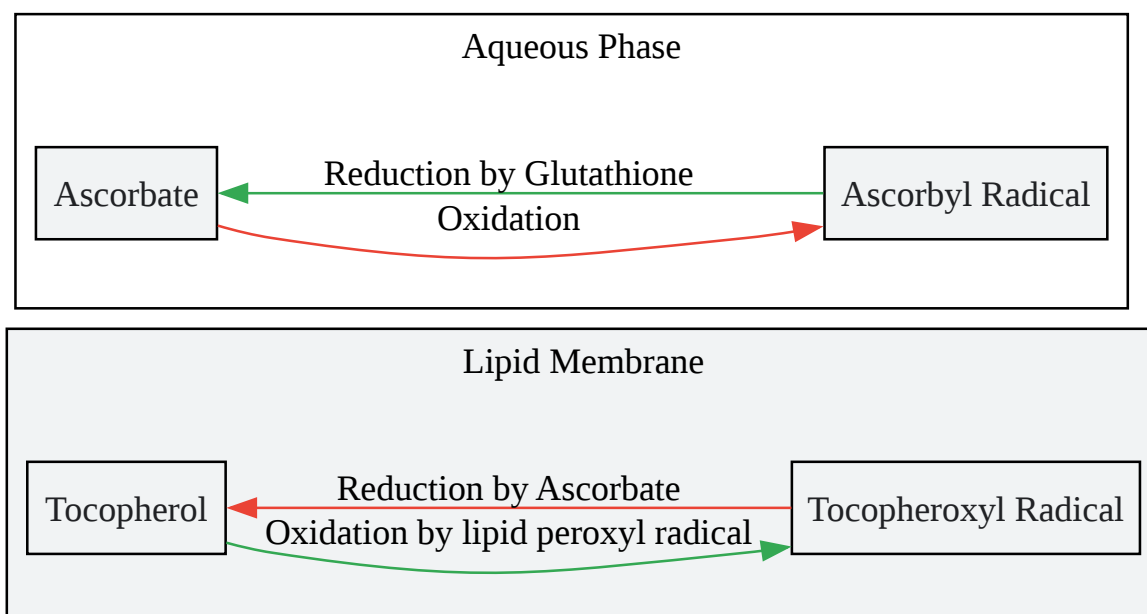 Aqueous Phase
Reduction by Glutathione
Ascorbate
Ascorbyl Radical
Oxidation
Lipid Membrane
Reduction by Ascorbate
Tocopherol
Tocopheroxyl Radical
Oxidation by lipid peroxyl radical